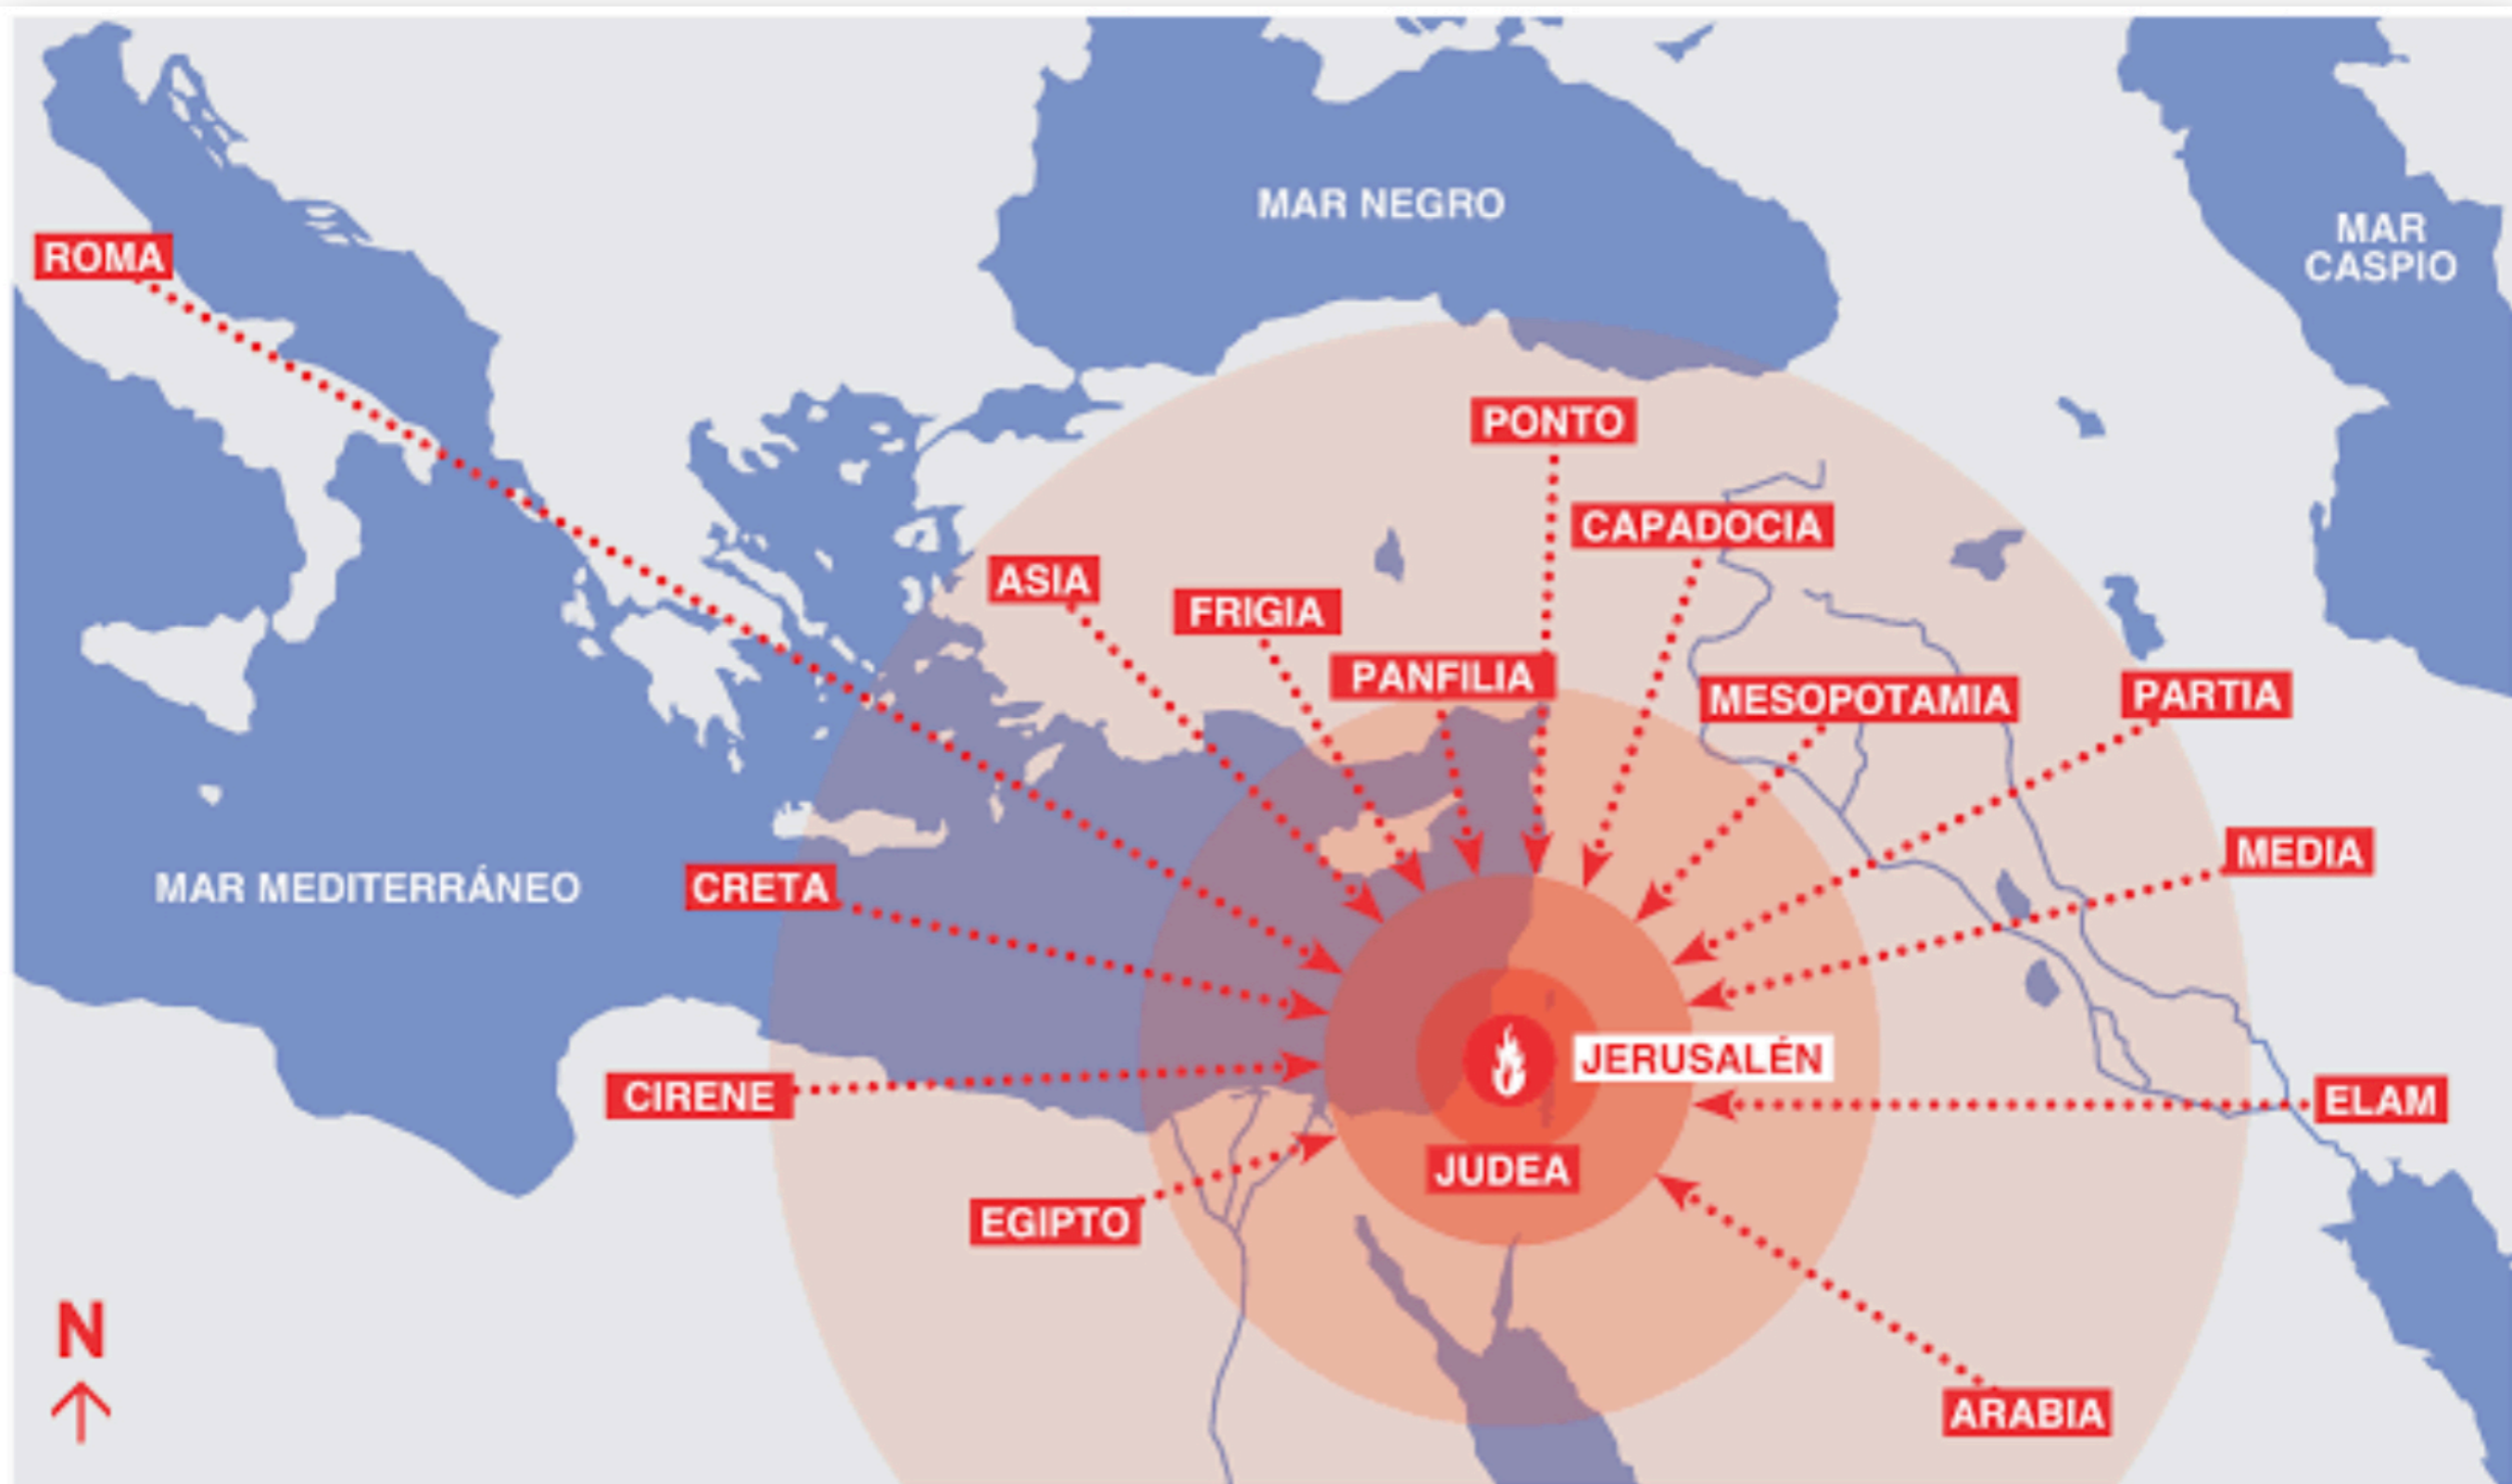 MAR NEGRO
MAR
CASPIO
ROMA
PONTO
CAPADOCIA
ASIA
FRIGIA
PANFILIA
MESOPOTAMIA
PARTIA
MEDIA
MAR MEDITERRÁNEO
CRETA
JERUSALÉN
CIRENE
ELAM
JUDEA
EGIPTO
N
ARABIA